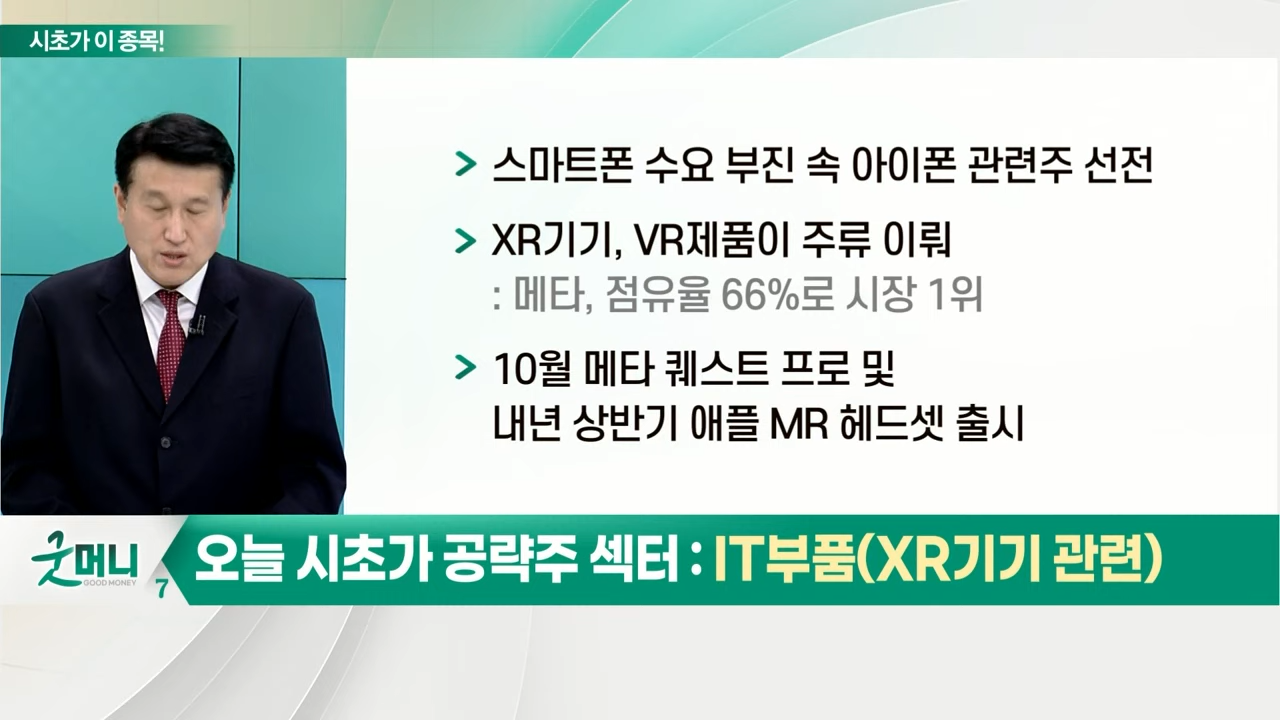 시초가 이 종목!
> 스마트폰 수요 부진 속 아이폰 관련주 선전
> XR기기, VR제품이 주류 이뤄
: 메타, 점유율 66%로 시장 1위
> 10월 메타 퀘스트 프로 및
내년 상반기 애플 MR 헤드셋 출시
굿머니
GOOD MONEY
7
오늘 시초가 공략주 섹터 : IT부품(XR기기 관련)